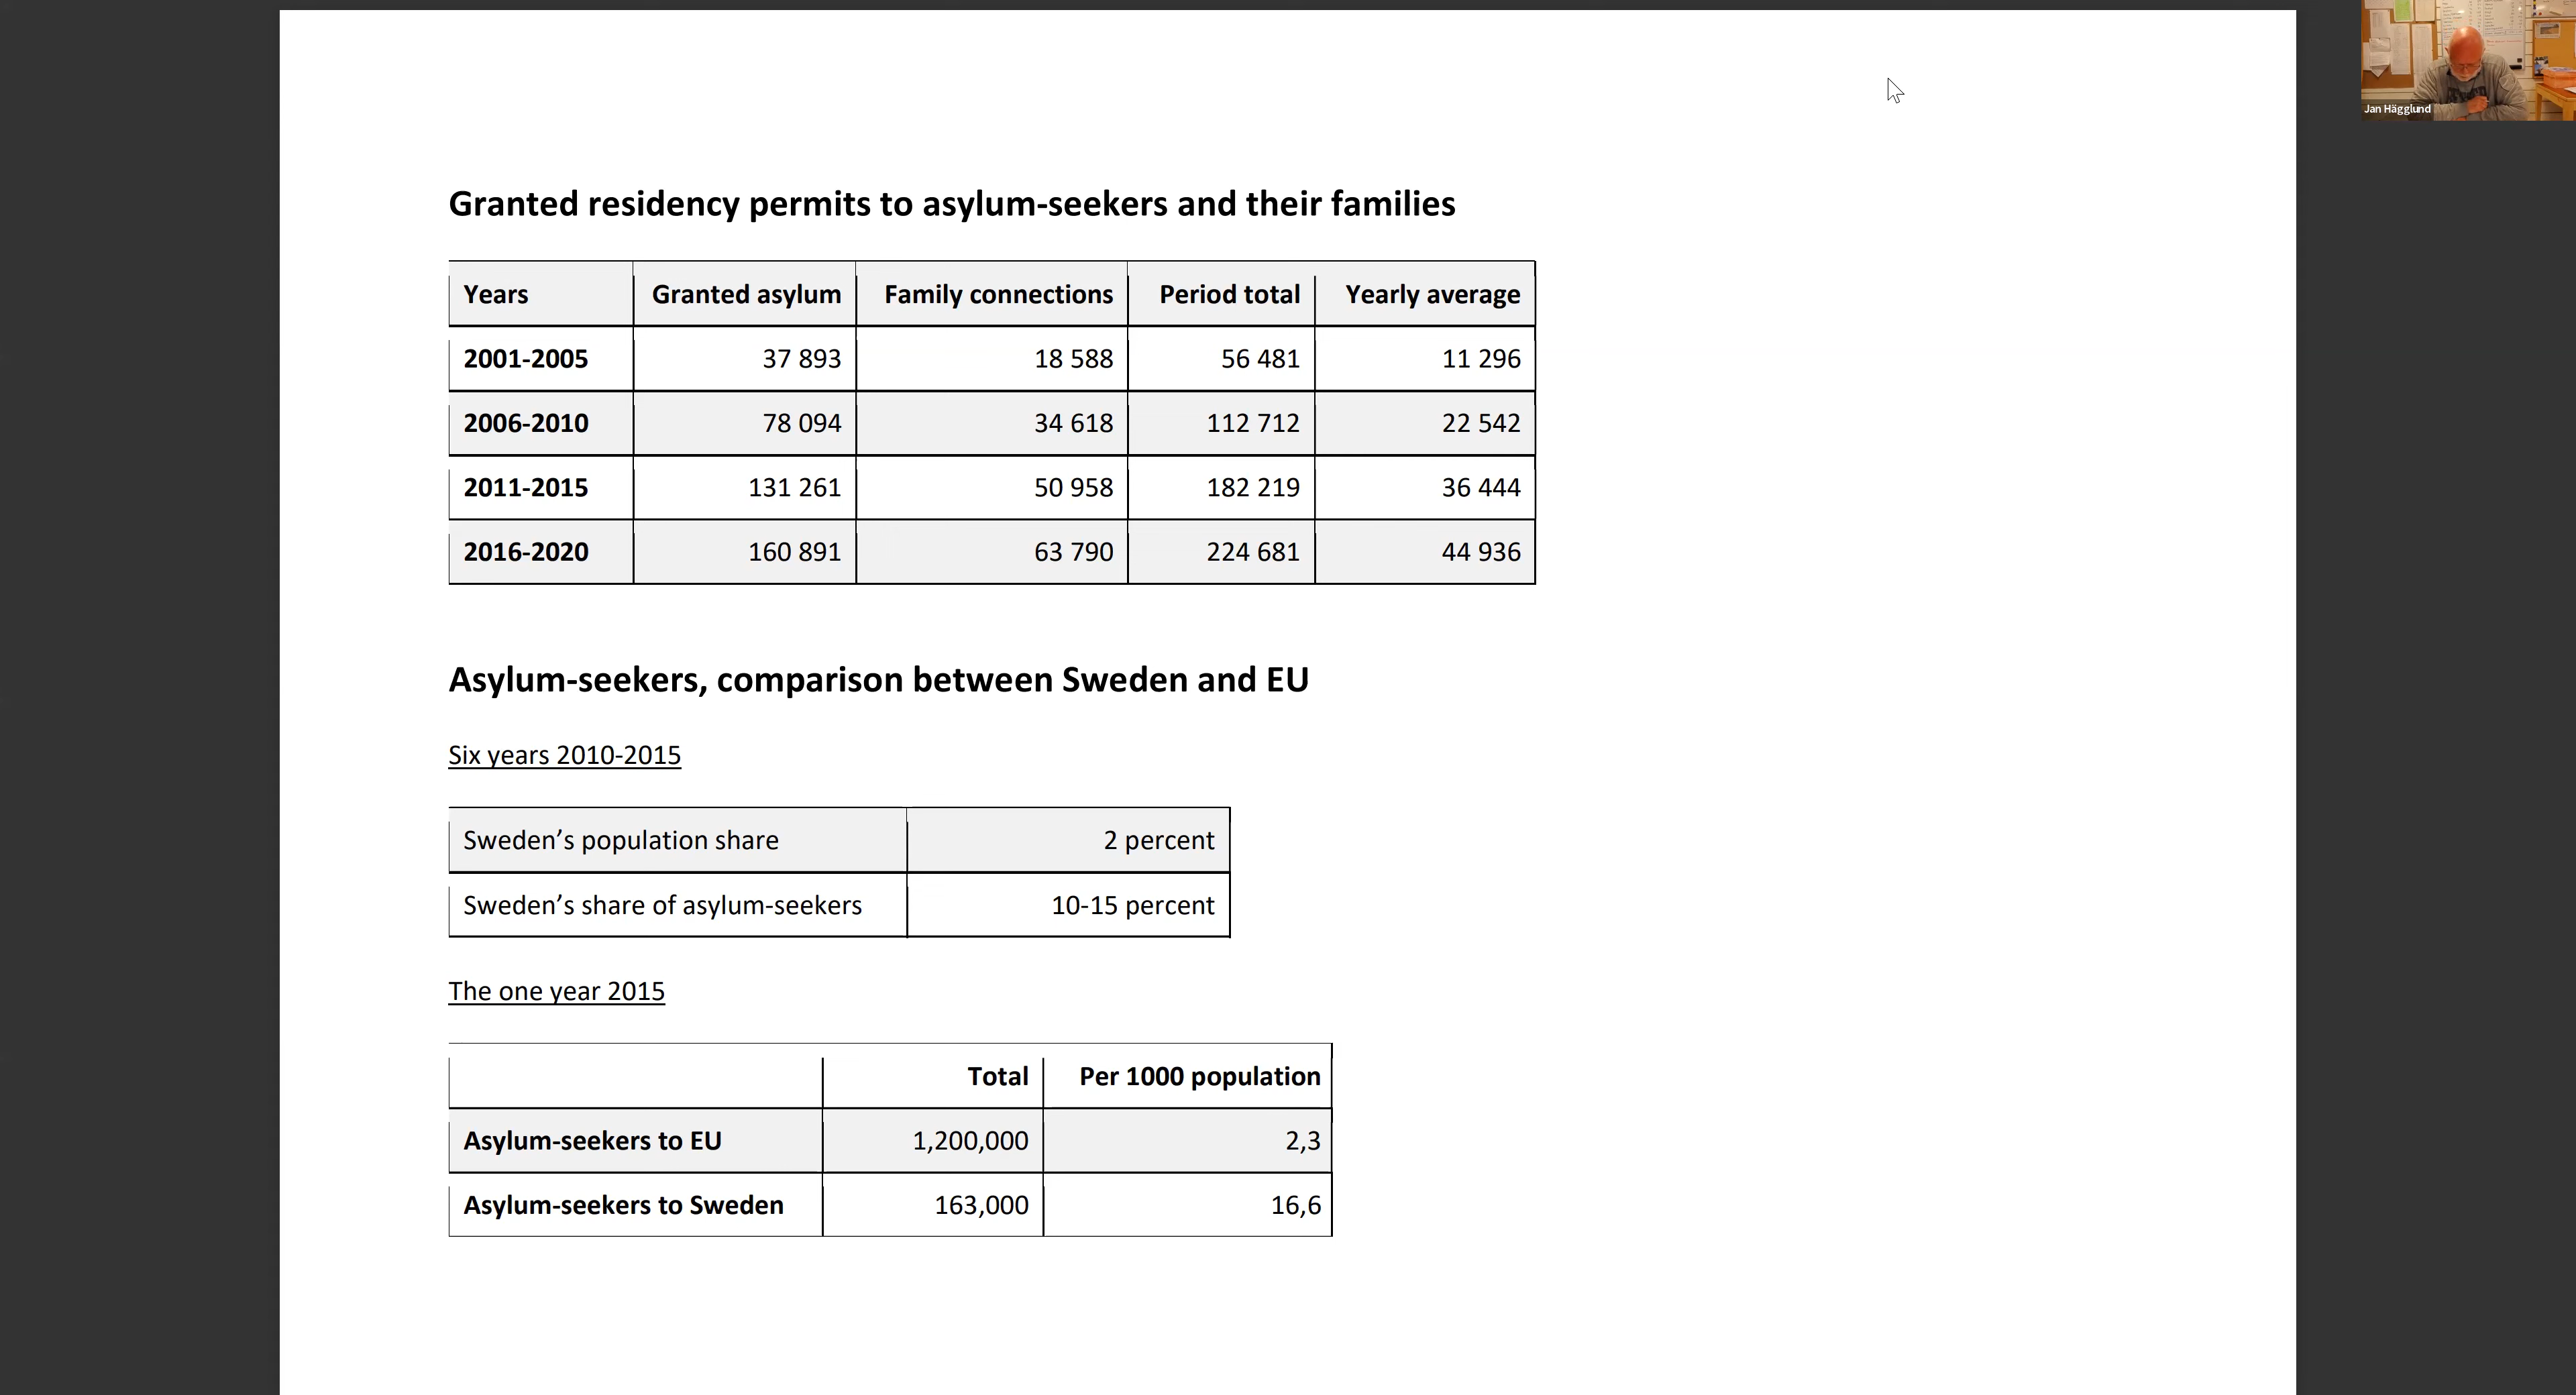 Jan Hägglund
Granted residency permits to asylum-seekers and their families
Years Granted asylum Family connections Period total Yearly average
2001-2005 37 893 18 588 56 481 11 296
2006-2010 78 094 34 618 112 712 22 542
2011-2015 131 261 50 958 182 219 36 444
2016-2020 160 891 63 790 224 681 44 936
Asylum-seekers, comparison between Sweden and EU
Six years 2010-2015
Sweden’s population share 2 percent
Sweden’s share of asylum-seekers 10-15 percent
The one year 2015
Total Per 1000 population
Asylum-seekers to EU 1,200,000 2,3
Asylum-seekers to Sweden 163,000 16,6